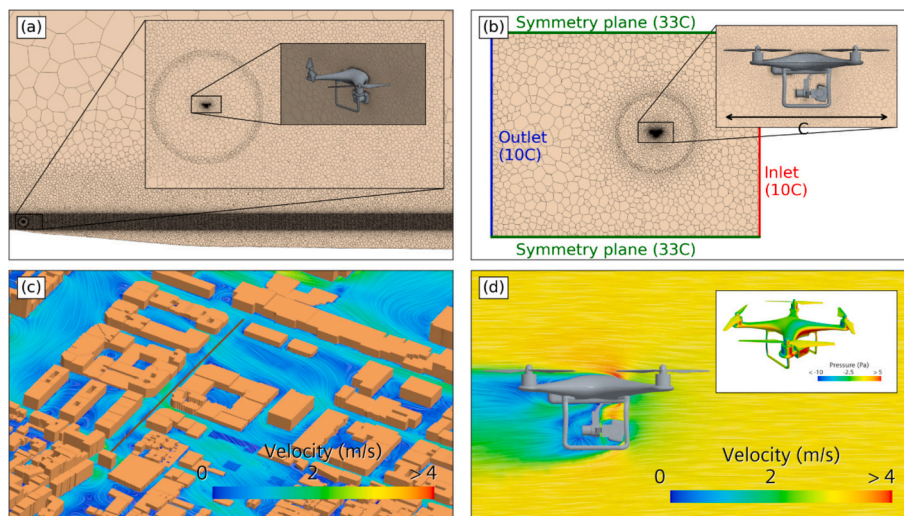 (a)
(b)
Symmetry plane (33C)
C
Outlet
(10C)
Inlet
(10C)
Symmetry plane (33C)
(c)
Velocity (m/s)
0
2
> 4
(d)
Pressure (Pa)
< -10
-2.5
> 5
Velocity (m/s)
0
2
> 4